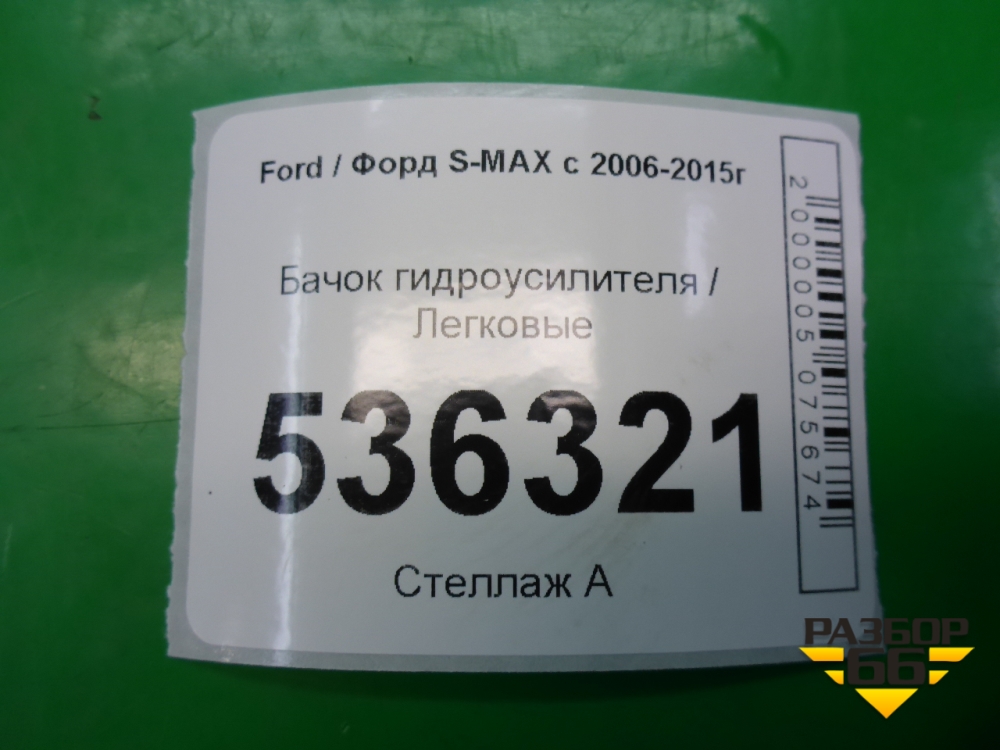 Ford / Форд S-MAX с 2006-2015г
Бачок гидроусилителя /
Легковые
536321
Стеллаж А
2000005075674
РАЗБОР
66